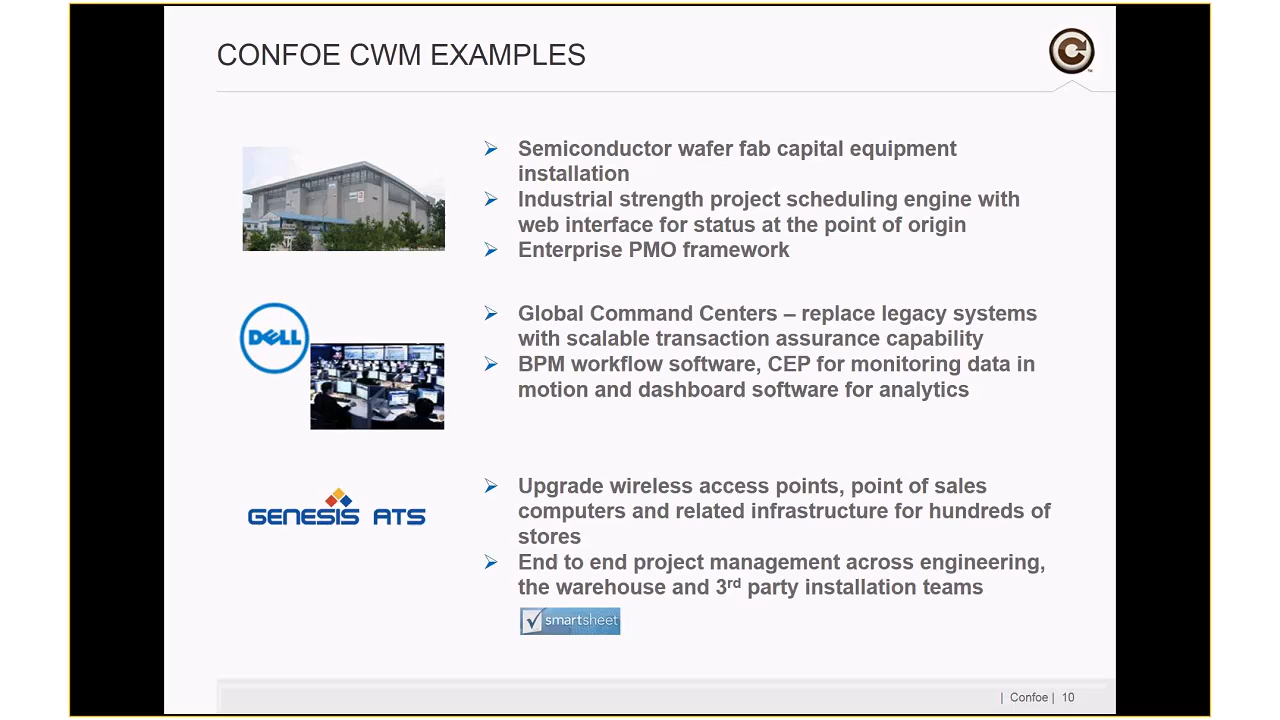 CONFOE CWM EXAMPLES
Semiconductor wafer fab capital equipment
installation
Industrial strength project scheduling engine with
web interface for status at the point of origin
Enterprise PMO framework
DELL
Global Command Centers – replace legacy systems
with scalable transaction assurance capability
BPM workflow software, CEP for monitoring data in
motion and dashboard software for analytics
GENESIS ATS
Upgrade wireless access points, point of sales
computers and related infrastructure for hundreds of
stores
End to end project management across engineering,
the warehouse and 3rd party installation teams
smartsheet
| Confoe | 10